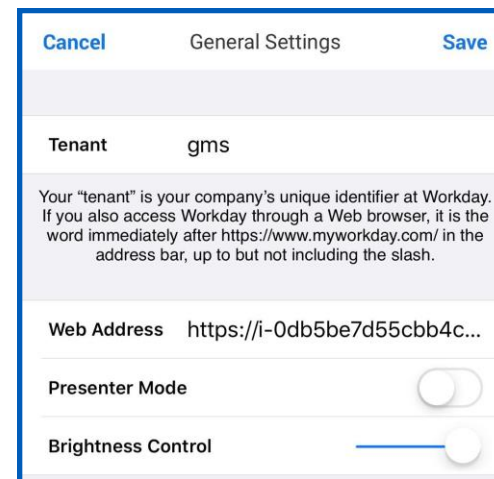 Cancel General Settings Save
Tenant gms
Your “tenant” is your company’s unique identifier at Workday.
If you also access Workday through a Web browser, it is the
word immediately after https://www.myworkday.com/ in the
address bar, up to but not including the slash.
Web Address https://i-0db5be7d55cbb4c...
Presenter Mode
Brightness Control